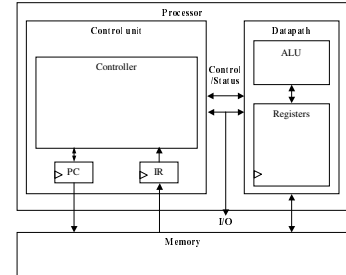 Processor
Control unit
Datapath
Controller
Control
/Status
ALU
Registers
PC
IR
I/O
Memory